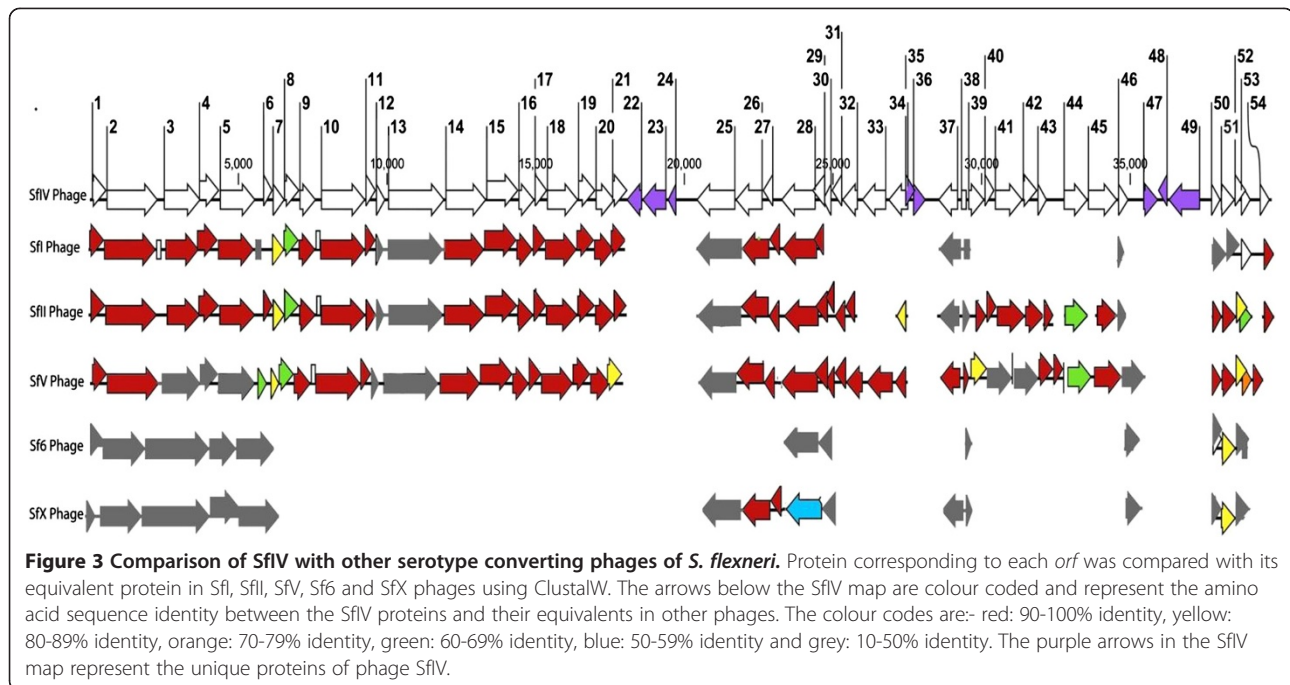 31
29 35 40 48 52
8 11 17 21 24 26 30 36 38 46 53
1 4 6 7 9 10 12 16 19 22 27 32 34 39 42 44 47 50 54
2 3 5 13 14 15 18 20 23 25 28 33 37 41 43 45 49 51
5,000 10,000 15,000 20,000 25,000 30,000 35,000
SfIV Phage
SfI Phage
SfII Phage
SfV Phage
Sf6 Phage
SfX Phage
Figure 3 Comparison of SfIV with other serotype converting phages of S. flexneri. Protein corresponding to each orf was compared with its
equivalent protein in SfI, SfII, SfV, Sf6 and SfX phages using ClustalW. The arrows below the SfIV map are colour coded and represent the amino
acid sequence identity between the SfIV proteins and their equivalents in other phages. The colour codes are:- red: 90-100% identity, yellow:
80-89% identity, orange: 70-79% identity, green: 60-69% identity, blue: 50-59% identity and grey: 10-50% identity. The purple arrows in the SfIV
map represent the unique proteins of phage SfIV.